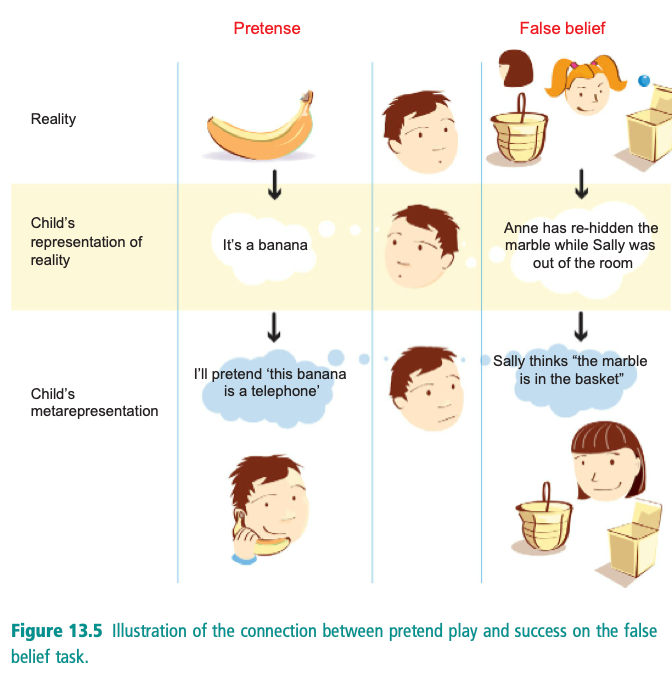 Pretense
False belief
Reality
Child's
representation of
reality
It's a banana
Anne has re-hidden the
marble while Sally was
out of the room
Child's
metarepresentation
I'll pretend ‘this banana
is a telephone’
Sally thinks “the marble
is in the basket”
Figure 13.5 Illustration of the connection between pretend play and success on the false
belief task.